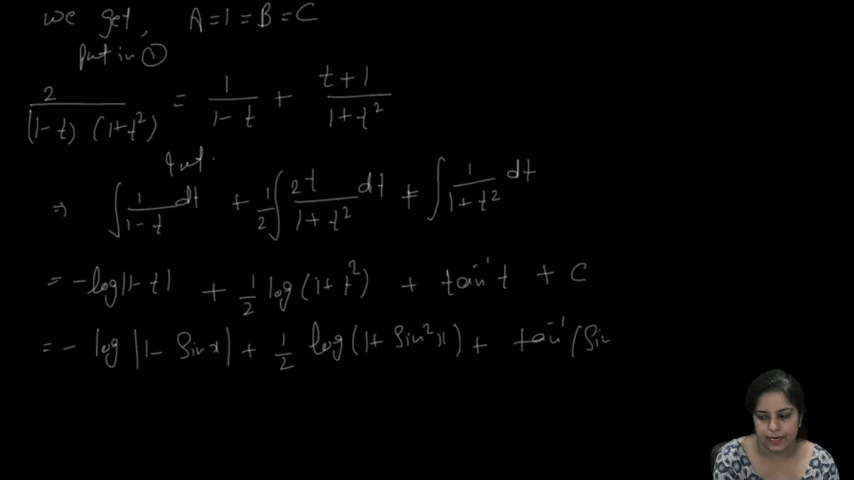 we get, A=1=B=C
Put in ①
2/((1-t)(1+t²)) = 1/(1-t) + (t+1)/(1+t²)
Int.
⇒ ∫ 1/(1-t) dt + 1/2 ∫ 2t/(1+t²) dt + ∫ 1/(1+t²) dt
= -log|1-t| + 1/2 log(1+t²) + tan⁻¹t + C
= - log |1- Sinx| + 1/2 log(1+ Sin²x) + tan⁻¹(Sin